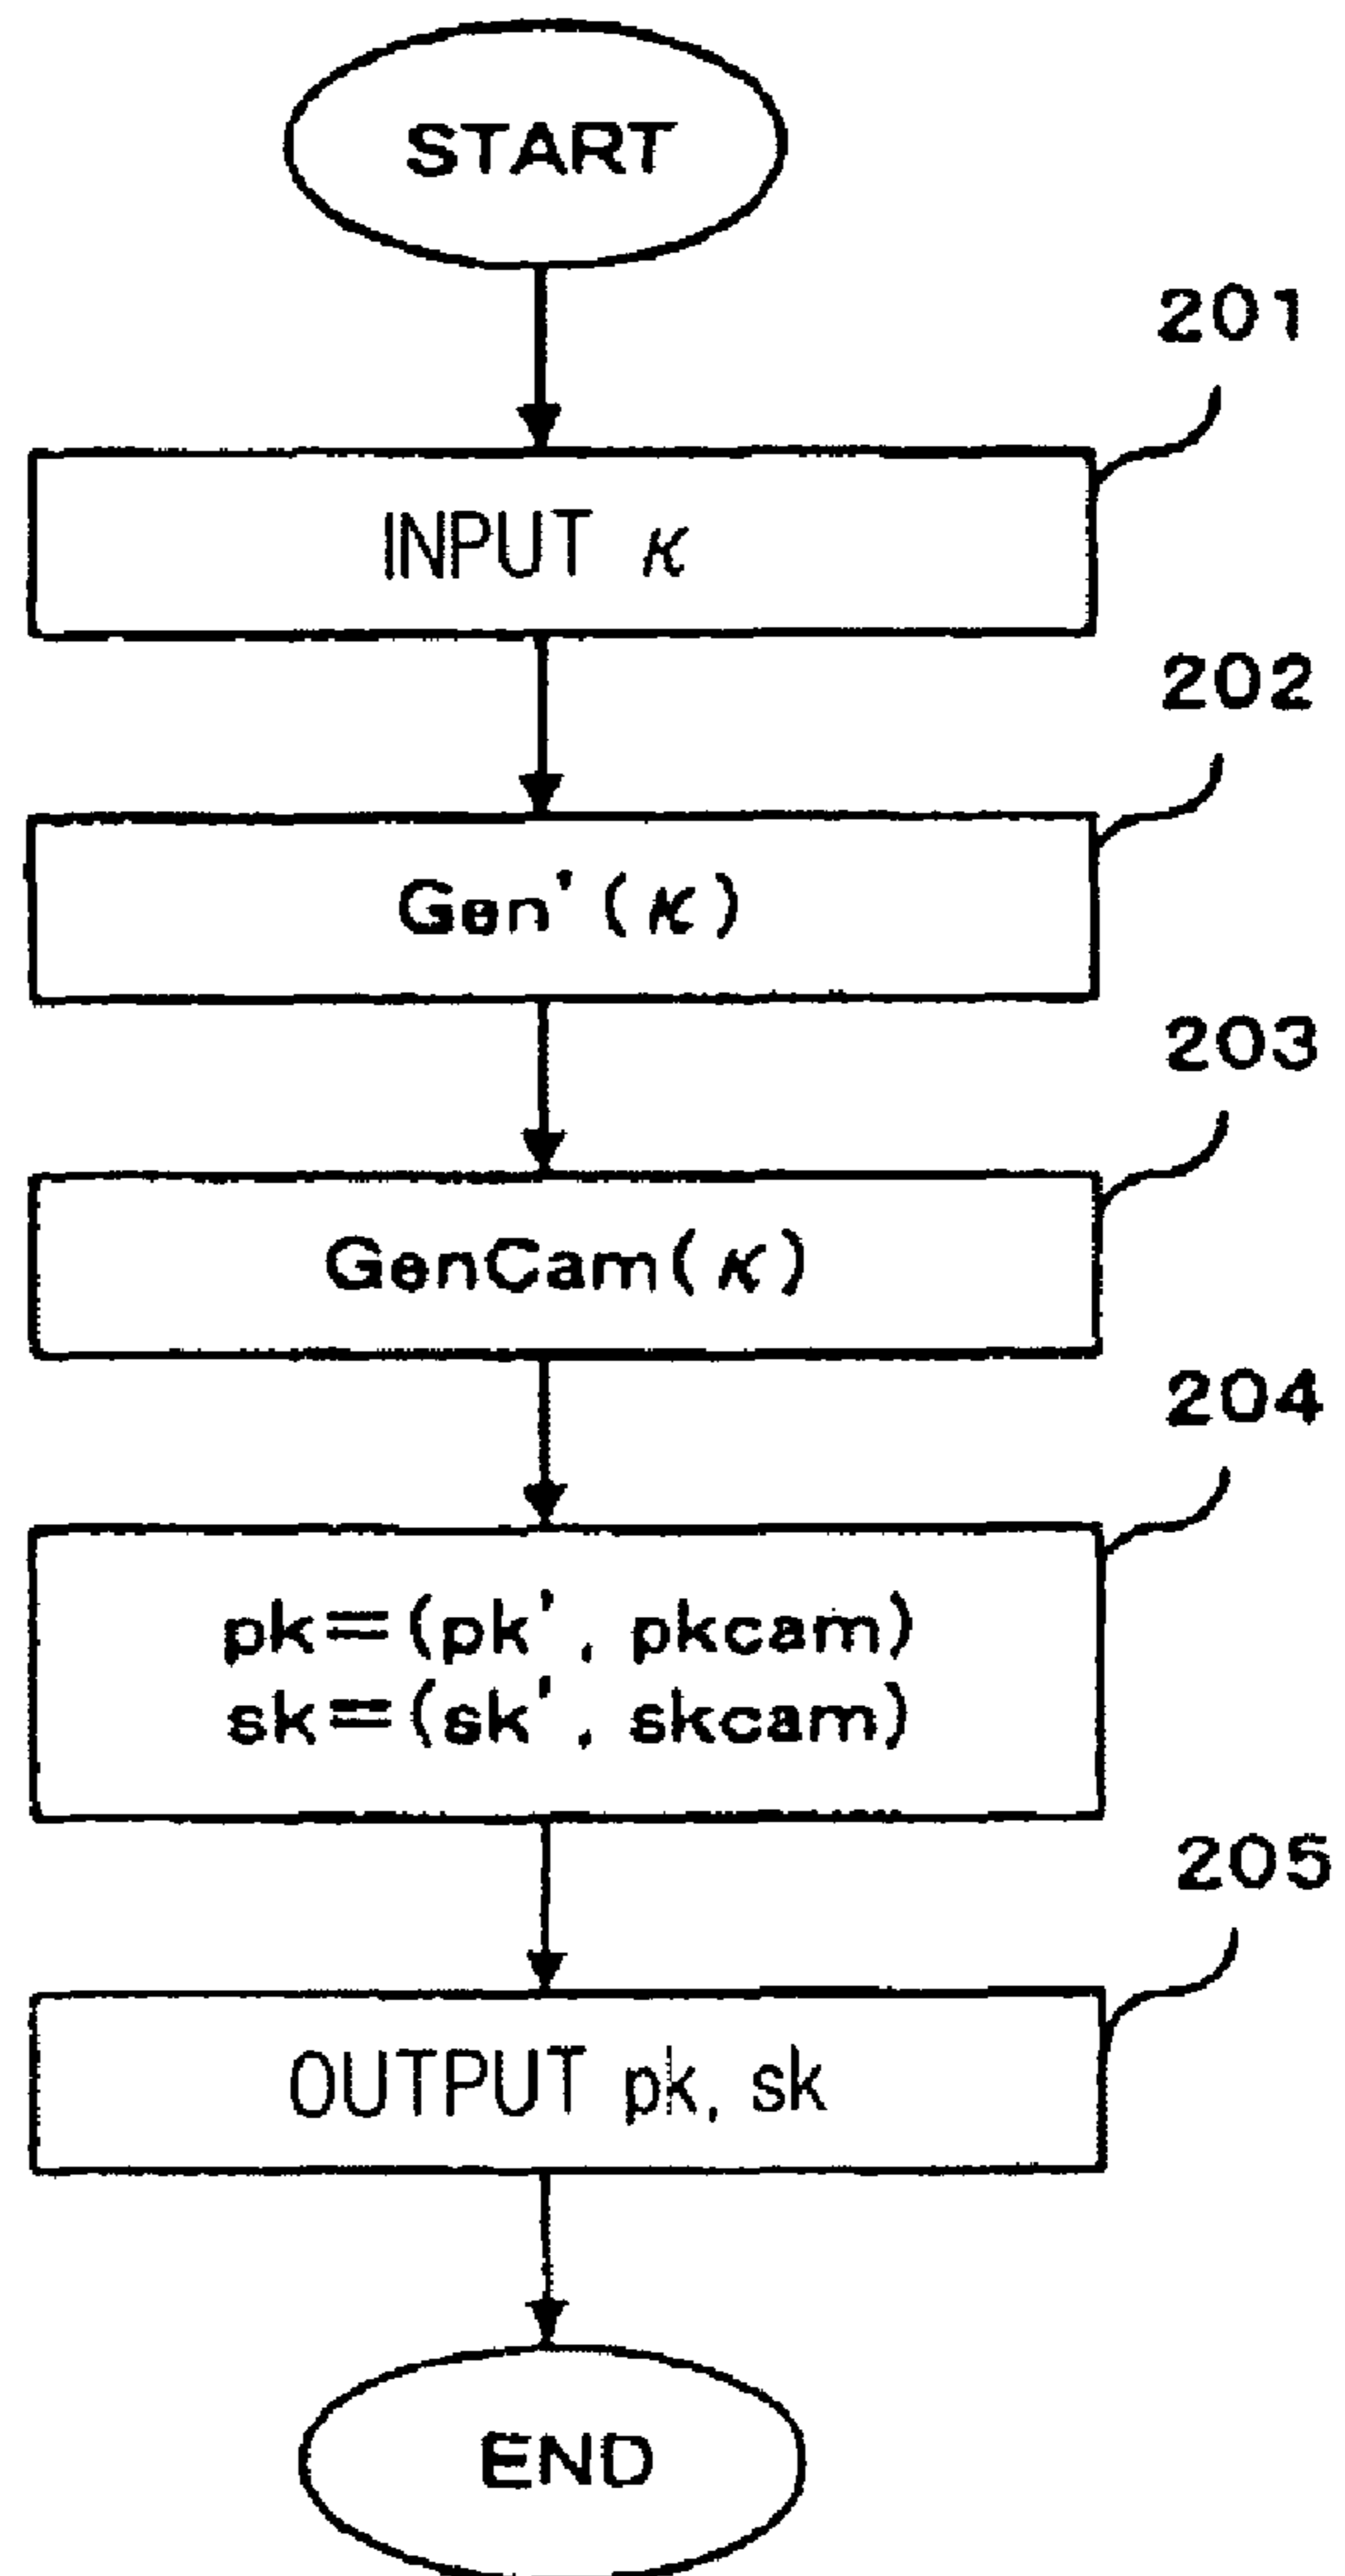 START
201
INPUT κ
202
Gen'(κ)
203
GenCam(κ)
204
pk=(pk', pkcam)
sk=(sk', skcam)
205
OUTPUT pk, sk
END